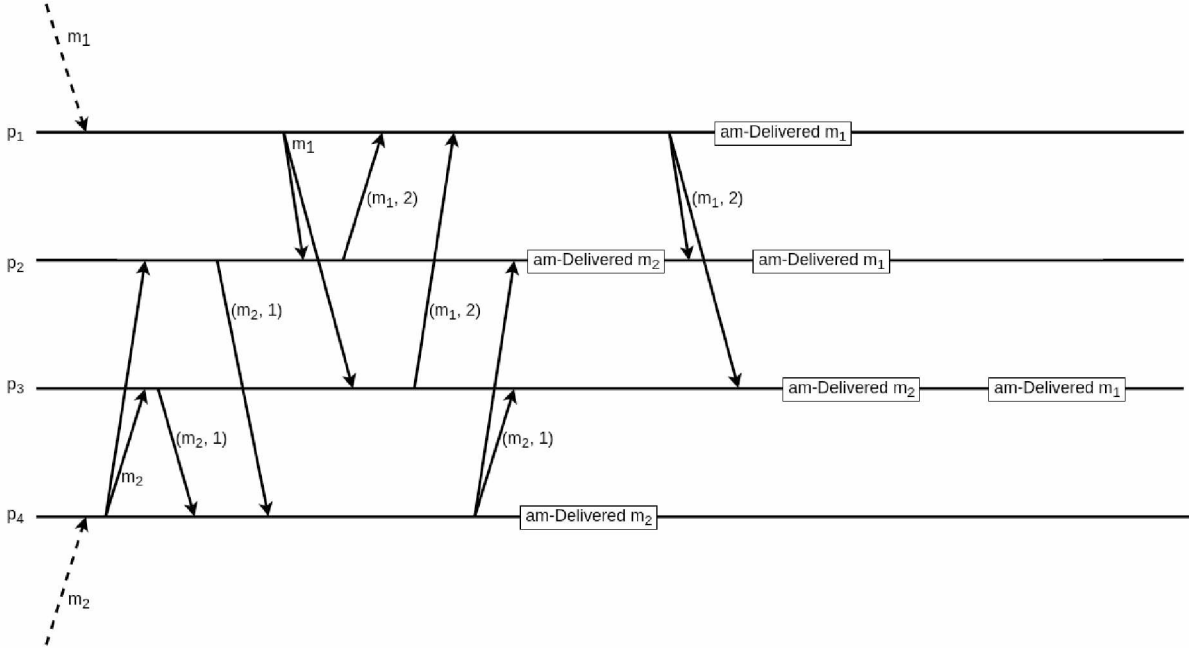 m₁
p₁
am-Delivered m₁
m₁
(m₁, 2)
(m₁, 2)
p₂
am-Delivered m₂
am-Delivered m₁
(m₂, 1)
(m₁, 2)
p₃
am-Delivered m₂
am-Delivered m₁
(m₂, 1)
(m₂, 1)
m₂
p₄
am-Delivered m₂
m₂